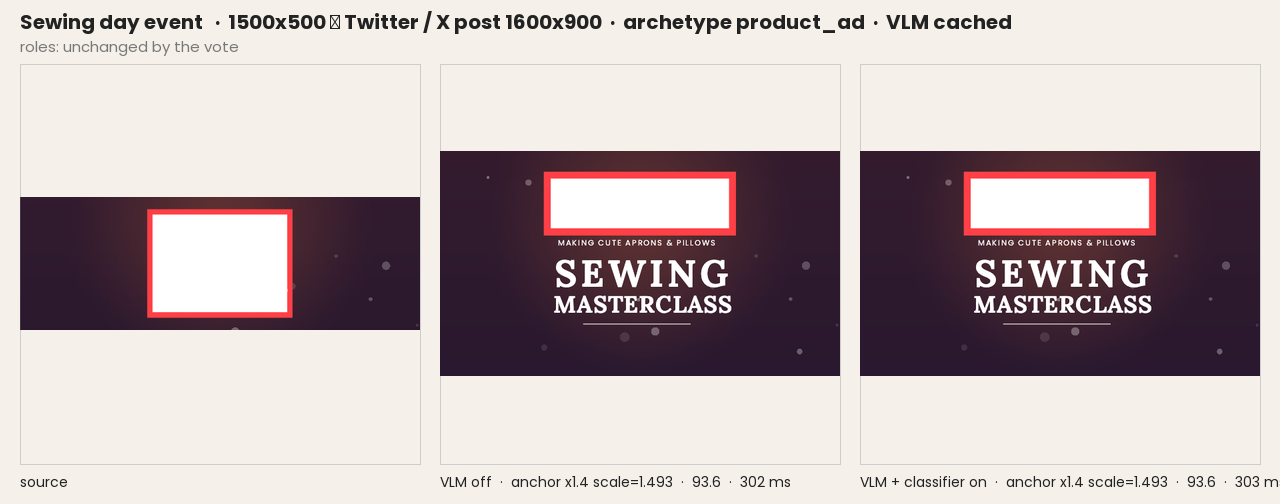 Sewing day event · 1500x500 Twitter / X post 1600x900 · archetype product_ad · VLM cached
roles: unchanged by the vote
MAKING CUTE APRONS & PILLOWS
SEWING
MASTERCLASS
MAKING CUTE APRONS & PILLOWS
SEWING
MASTERCLASS
source
VLM off · anchor x1.4 scale=1.493 · 93.6 · 302 ms
VLM + classifier on · anchor x1.4 scale=1.493 · 93.6 · 303 m